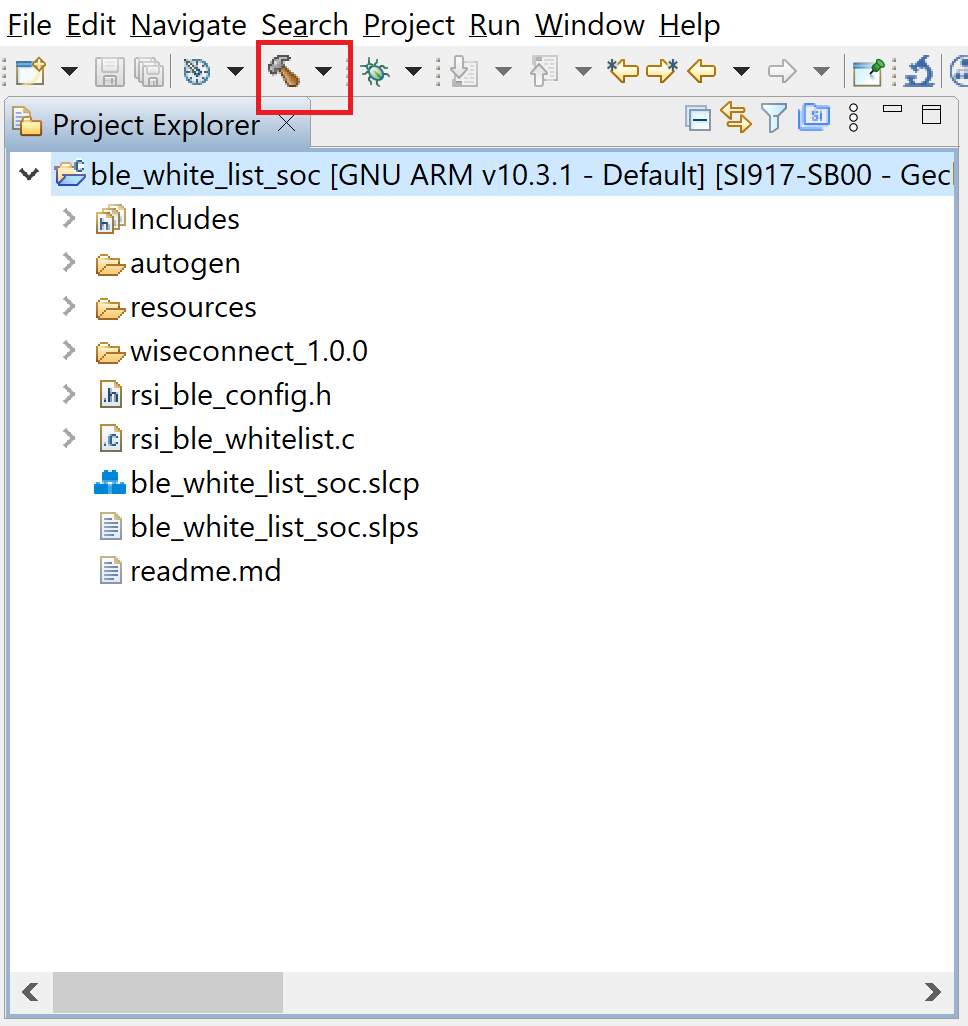 File Edit Navigate Search Project Run Window Help
Project Explorer
ble_white_list_soc [GNU ARM v10.3.1 - Default] [SI917-SB00 - Gecl
Includes
autogen
resources
wiseconnect_1.0.0
rsi_ble_config.h
rsi_ble_whitelist.c
ble_white_list_soc.slcp
ble_white_list_soc.slps
readme.md